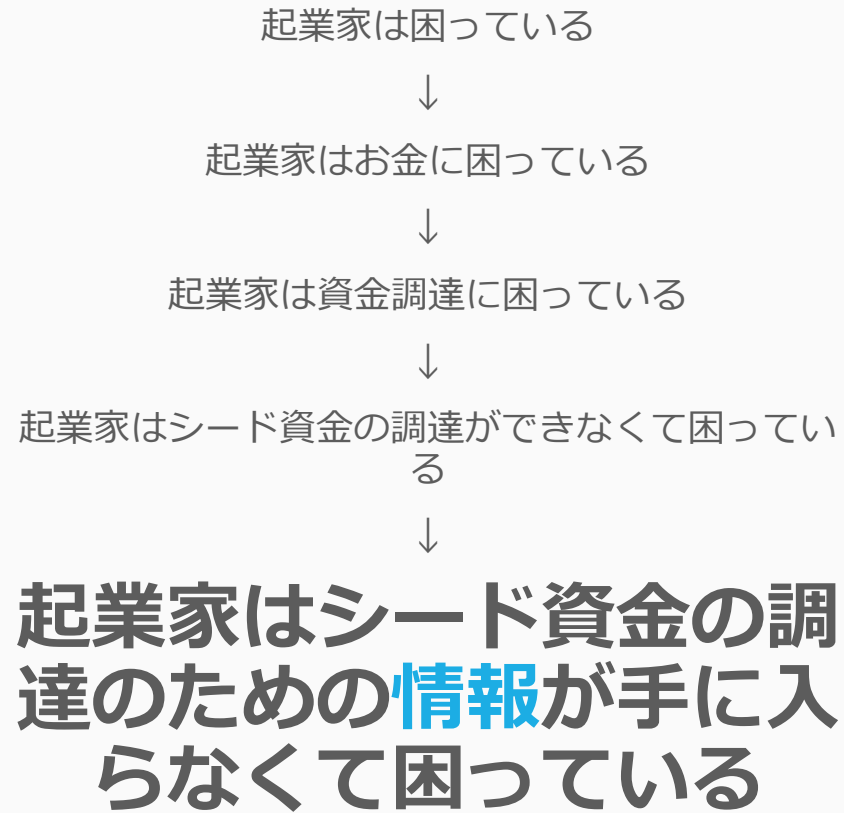 起業家は困っている
↓
起業家はお金に困っている
↓
起業家は資金調達に困っている
↓
起業家はシード資金の調達ができなくて困ってい
る
↓
起業家はシード資金の調
達のための情報が手に入
らなくて困っている